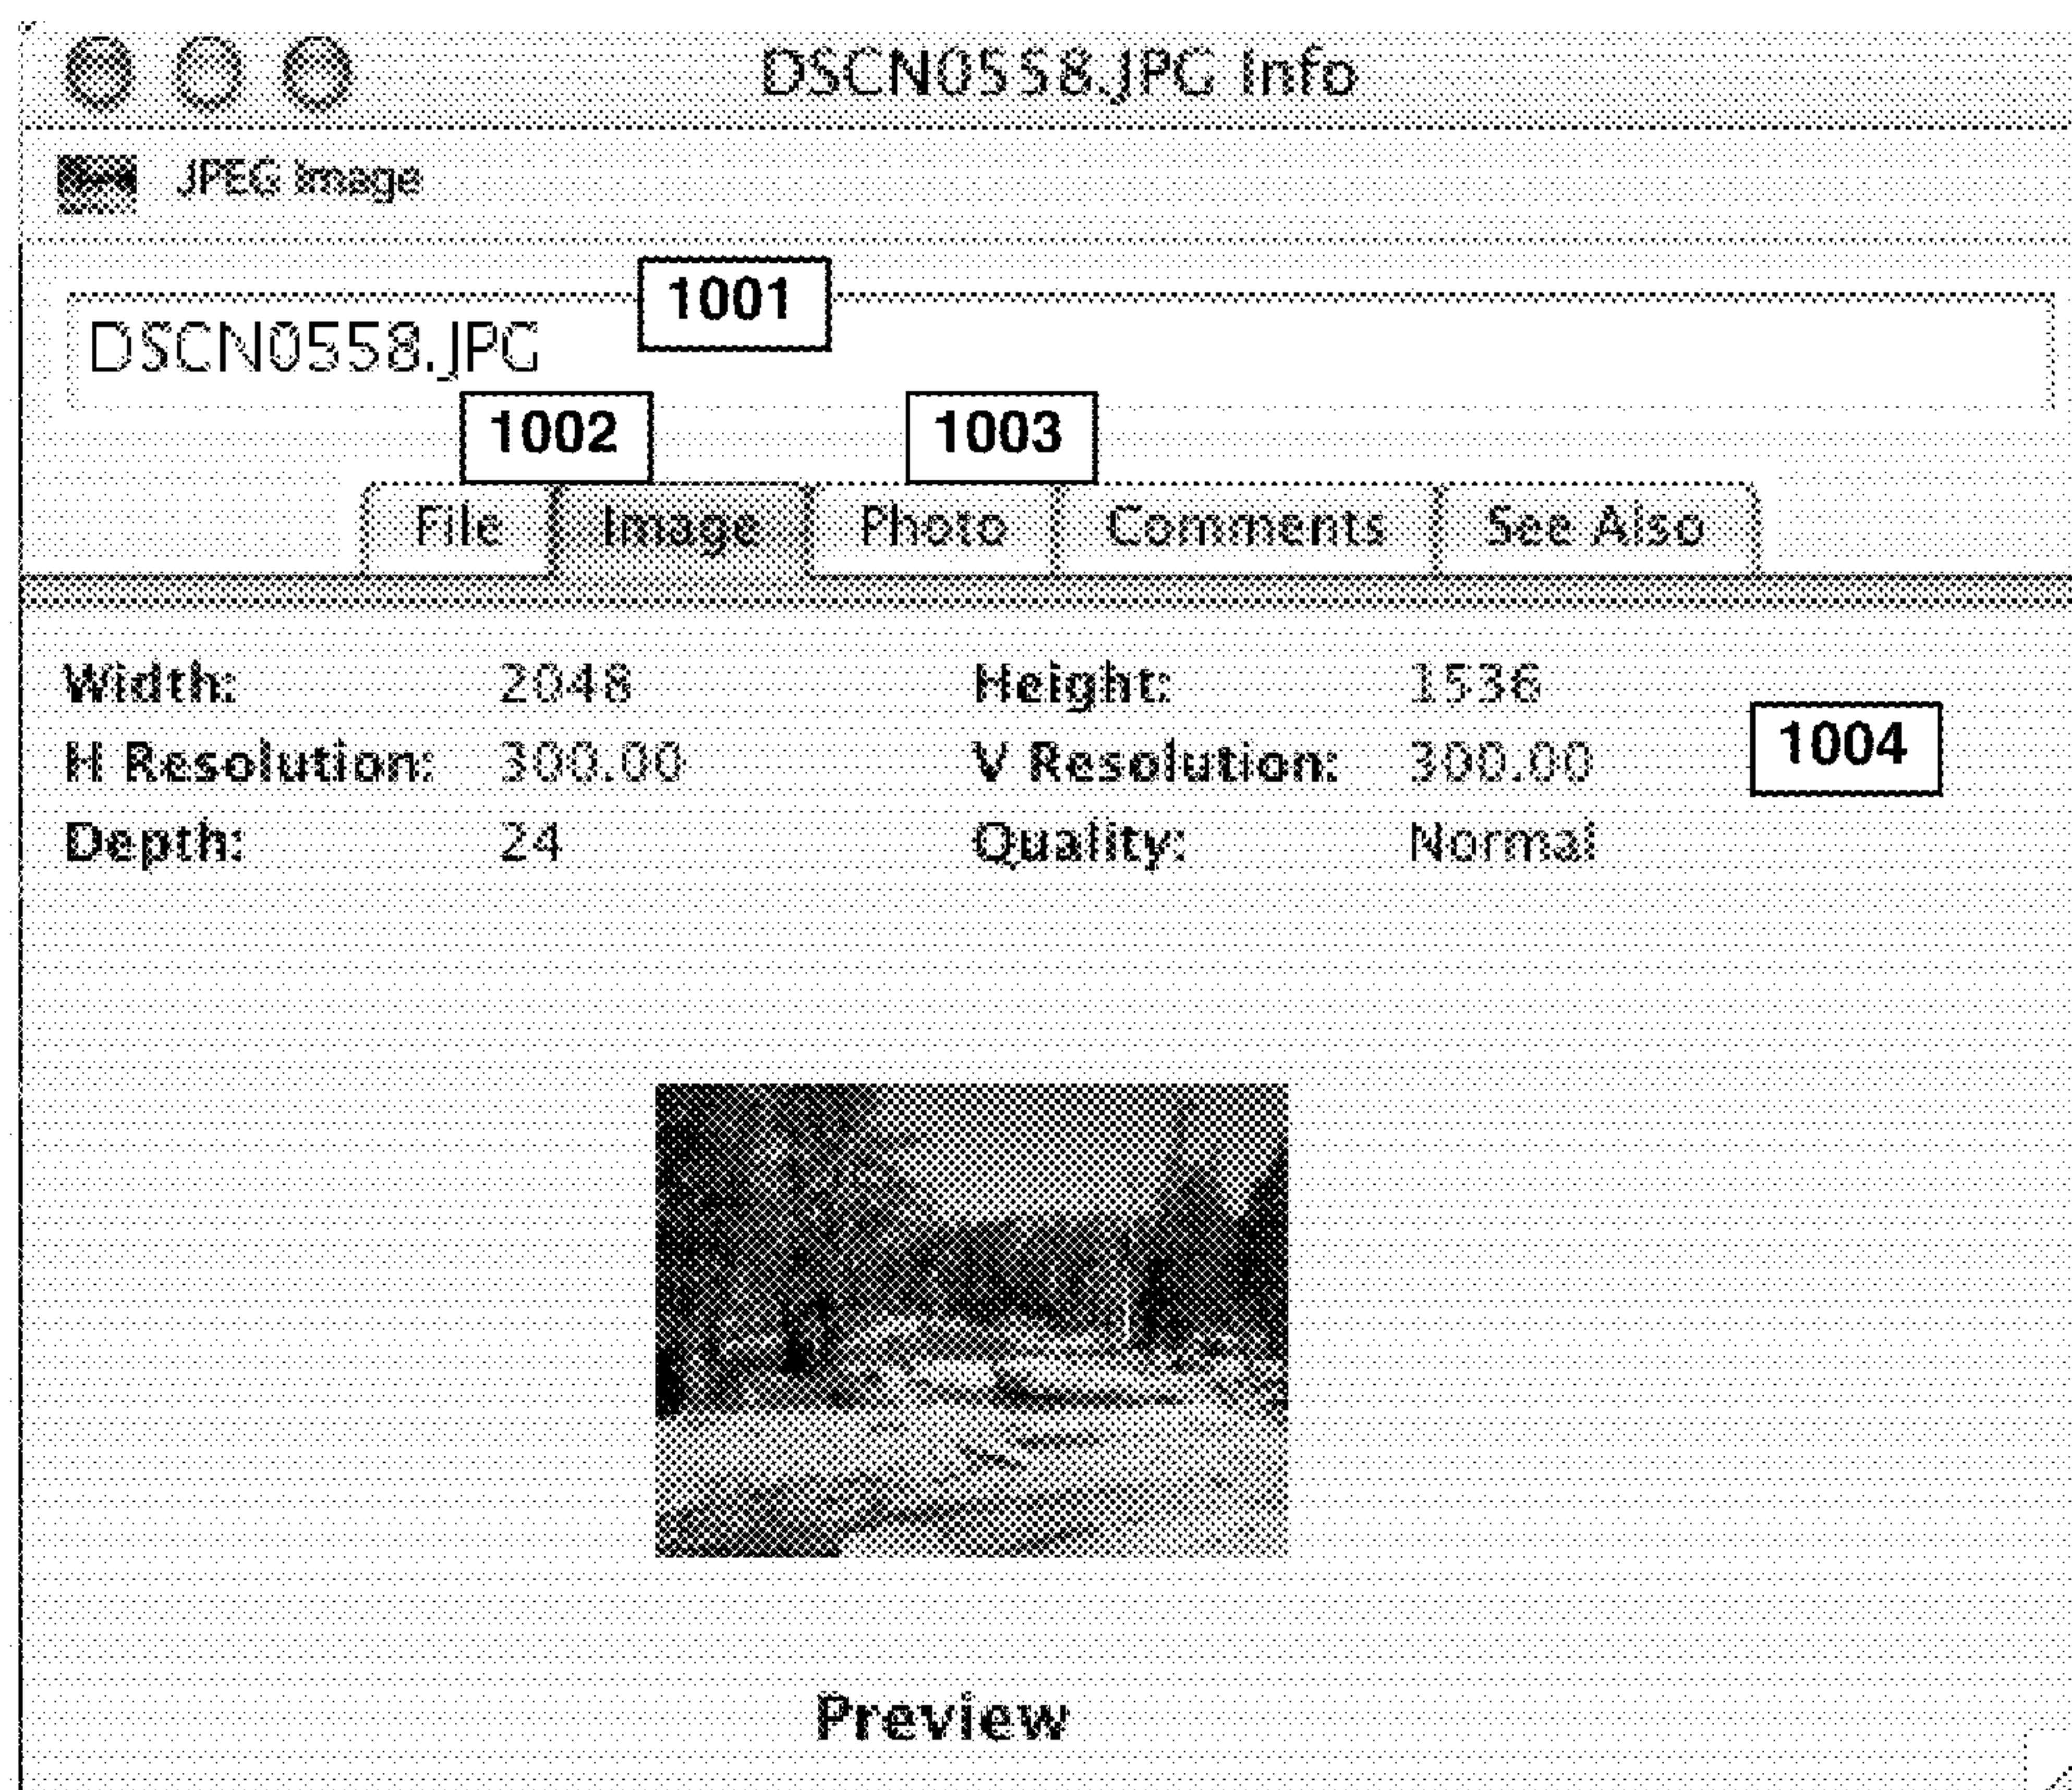 DSCN0558.JPG Info
JPEG Image
1001
DSCN0558.JPG
1002 1003
File Image Photo Comments See Also
Width: 2048 Height: 1536
1004
H Resolution: 300.00 V Resolution: 300.00
Depth: 24 Quality: Normal
Preview